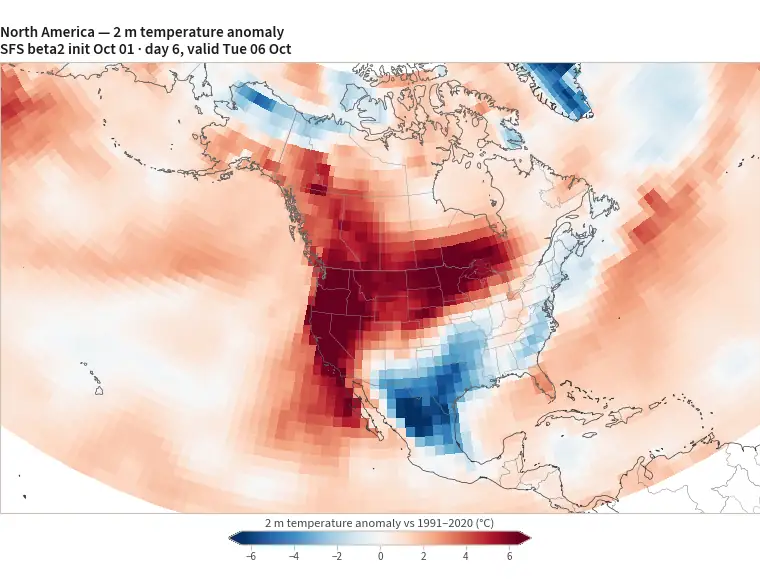 North America — 2 m temperature anomaly
SFS beta2 init Oct 01 · day 6, valid Tue 06 Oct
2 m temperature anomaly vs 1991–2020 (°C)
−6 −4 −2 0 2 4 6